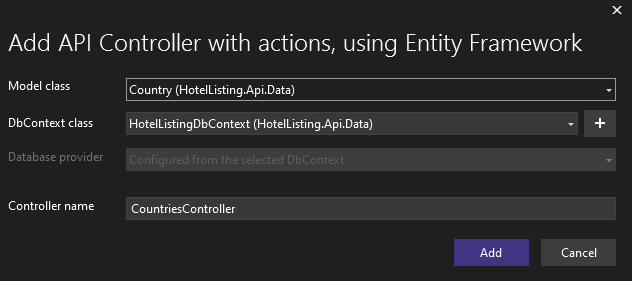 Add API Controller with actions, using Entity Framework
Model class
Country (HotelListing.Api.Data)
DbContext class
HotelListingDbContext (HotelListing.Api.Data)
Database provider
Configured from the selected DbContext
Controller name
CountriesController
Add
Cancel